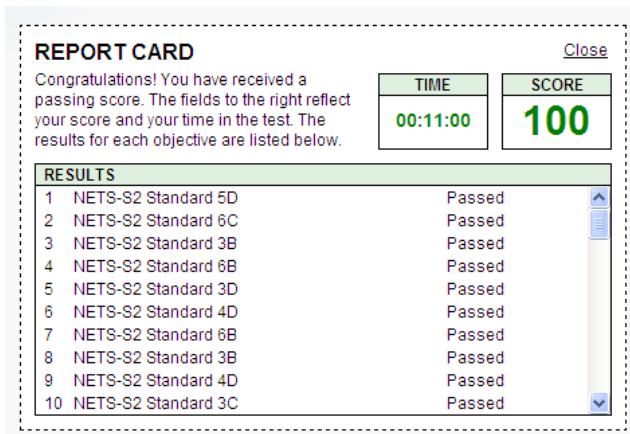 REPORT CARD
Close
Congratulations! You have received a
passing score. The fields to the right reflect
your score and your time in the test. The
results for each objective are listed below.
TIME
00:11:00
SCORE
100
RESULTS
1 NETS-S2 Standard 5D Passed
2 NETS-S2 Standard 6C Passed
3 NETS-S2 Standard 3B Passed
4 NETS-S2 Standard 6B Passed
5 NETS-S2 Standard 3D Passed
6 NETS-S2 Standard 4D Passed
7 NETS-S2 Standard 6B Passed
8 NETS-S2 Standard 3B Passed
9 NETS-S2 Standard 4D Passed
10 NETS-S2 Standard 3C Passed